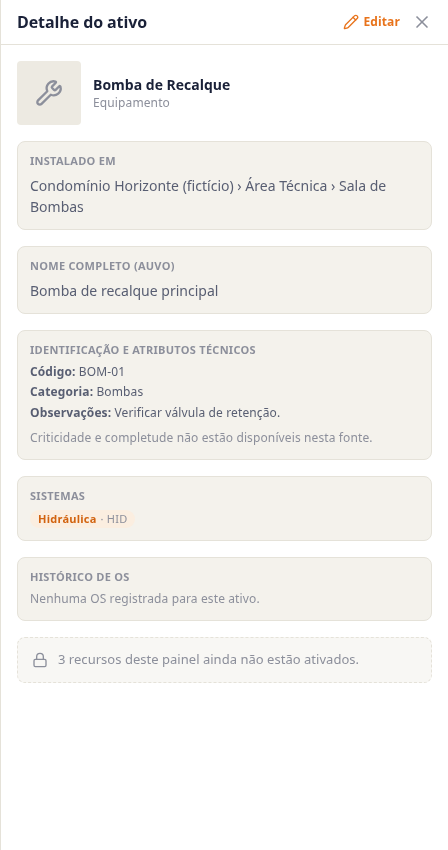 Detalhe do ativo
Editar
Bomba de Recalque
Equipamento
INSTALADO EM
Condomínio Horizonte (fictício) › Área Técnica › Sala de
Bombas
NOME COMPLETO (AUVO)
Bomba de recalque principal
IDENTIFICAÇÃO E ATRIBUTOS TÉCNICOS
Código: BOM-01
Categoria: Bombas
Observações: Verificar válvula de retenção.
Criticidade e completude não estão disponíveis nesta fonte.
SISTEMAS
Hidráulica · HID
HISTÓRICO DE OS
Nenhuma OS registrada para este ativo.
3 recursos deste painel ainda não estão ativados.